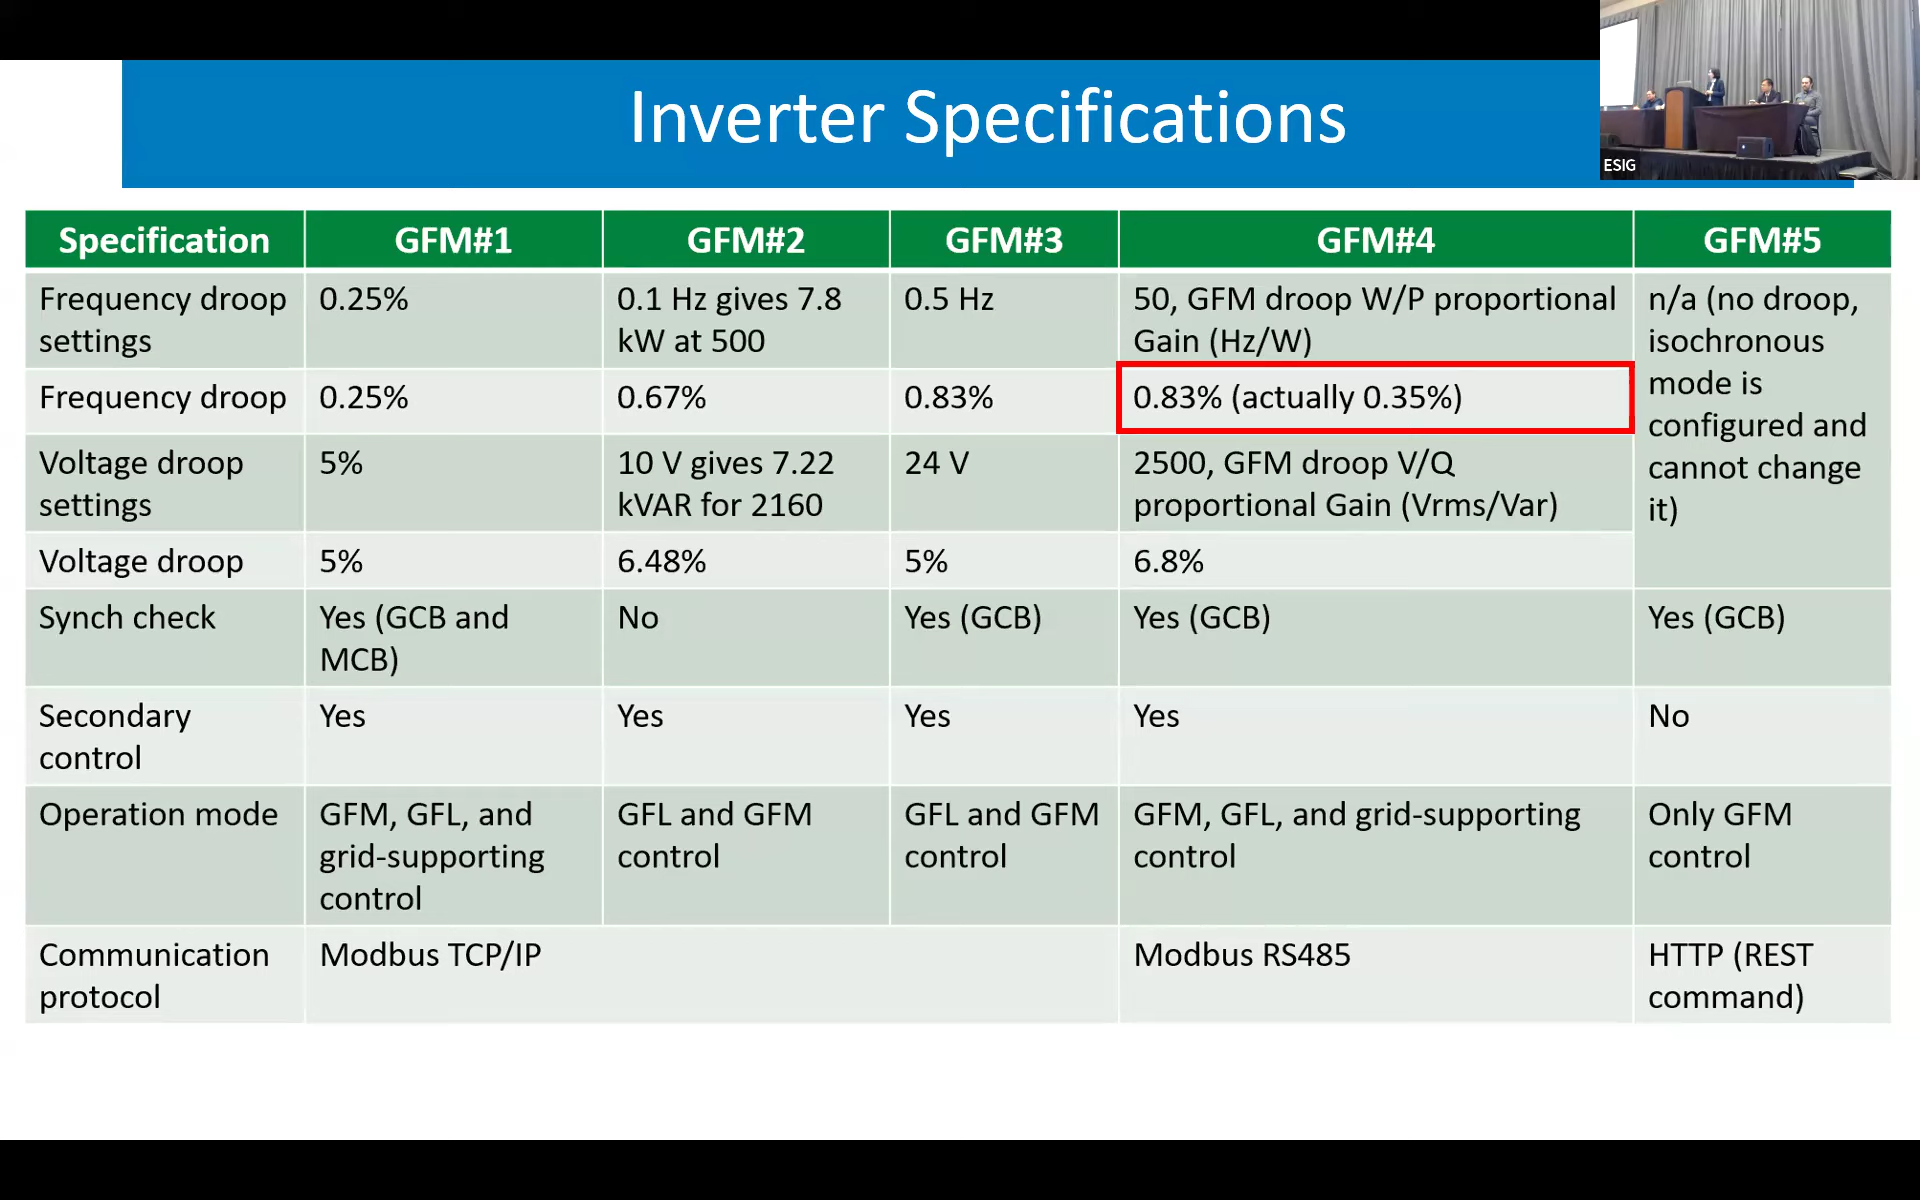 Inverter Specifications
ESIG
Specification
GFM#1
GFM#2
GFM#3
GFM#4
GFM#5
Frequency droop
settings
0.25%
0.1 Hz gives 7.8
kW at 500
0.5 Hz
50, GFM droop W/P proportional
Gain (Hz/W)
n/a (no droop,
isochronous
mode is
configured and
cannot change
it)
Frequency droop
0.25%
0.67%
0.83%
0.83% (actually 0.35%)
Voltage droop
settings
5%
10 V gives 7.22
kVAR for 2160
24 V
2500, GFM droop V/Q
proportional Gain (Vrms/Var)
Voltage droop
5%
6.48%
5%
6.8%
Synch check
Yes (GCB and
MCB)
No
Yes (GCB)
Yes (GCB)
Yes (GCB)
Secondary
control
Yes
Yes
Yes
Yes
No
Operation mode
GFM, GFL, and
grid-supporting
control
GFL and GFM
control
GFL and GFM
control
GFM, GFL, and grid-supporting
control
Only GFM
control
Communication
protocol
Modbus TCP/IP
Modbus RS485
HTTP (REST
command)